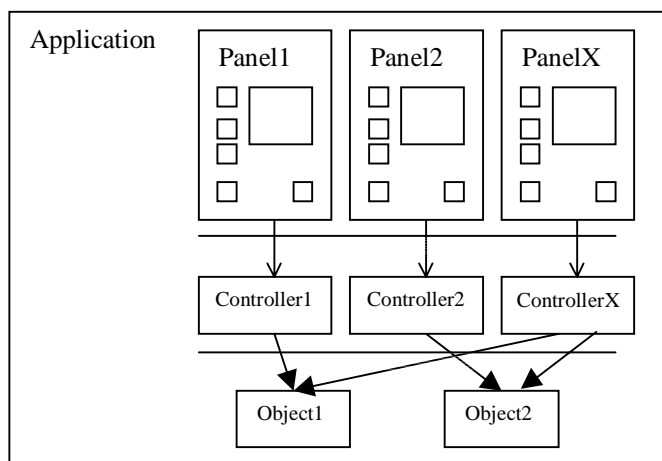 Application
Panel1
Panel2
PanelX
Controller1
Controller2
ControllerX
Object1
Object2